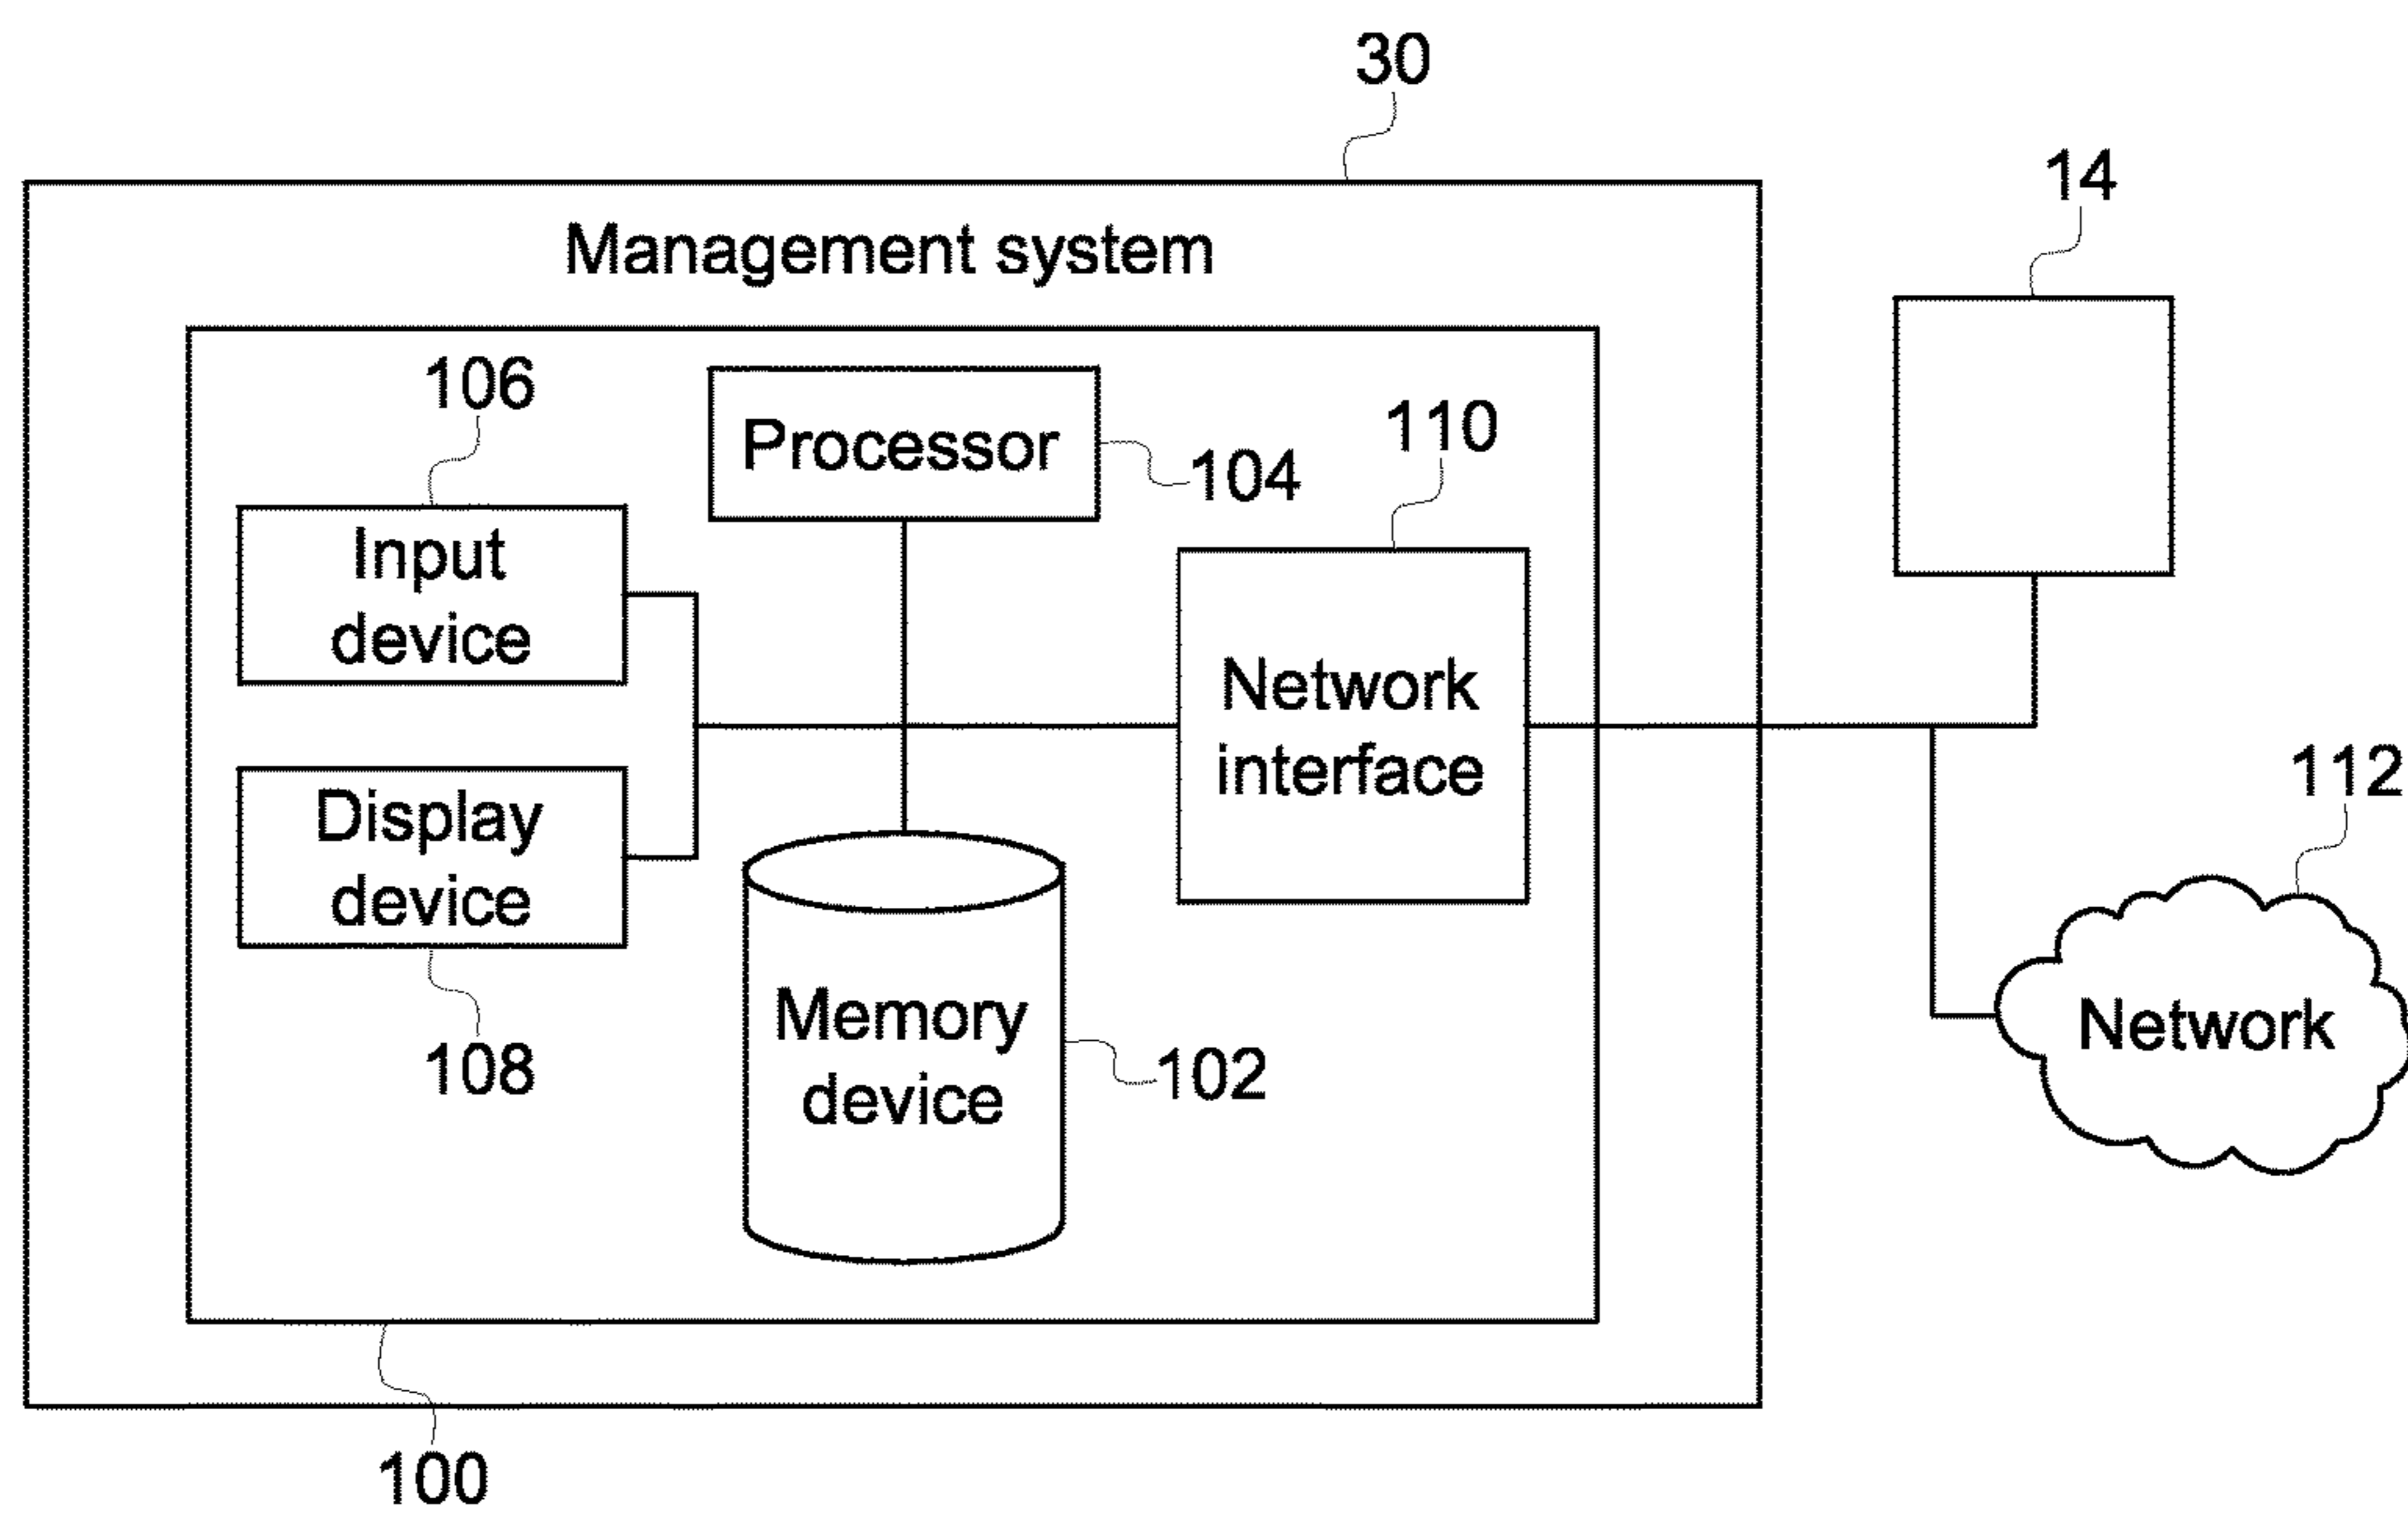 30
14
Management system
106
Processor
104
110
Input
device
Network
interface
112
Display
device
108
Memory
device
102
Network
100